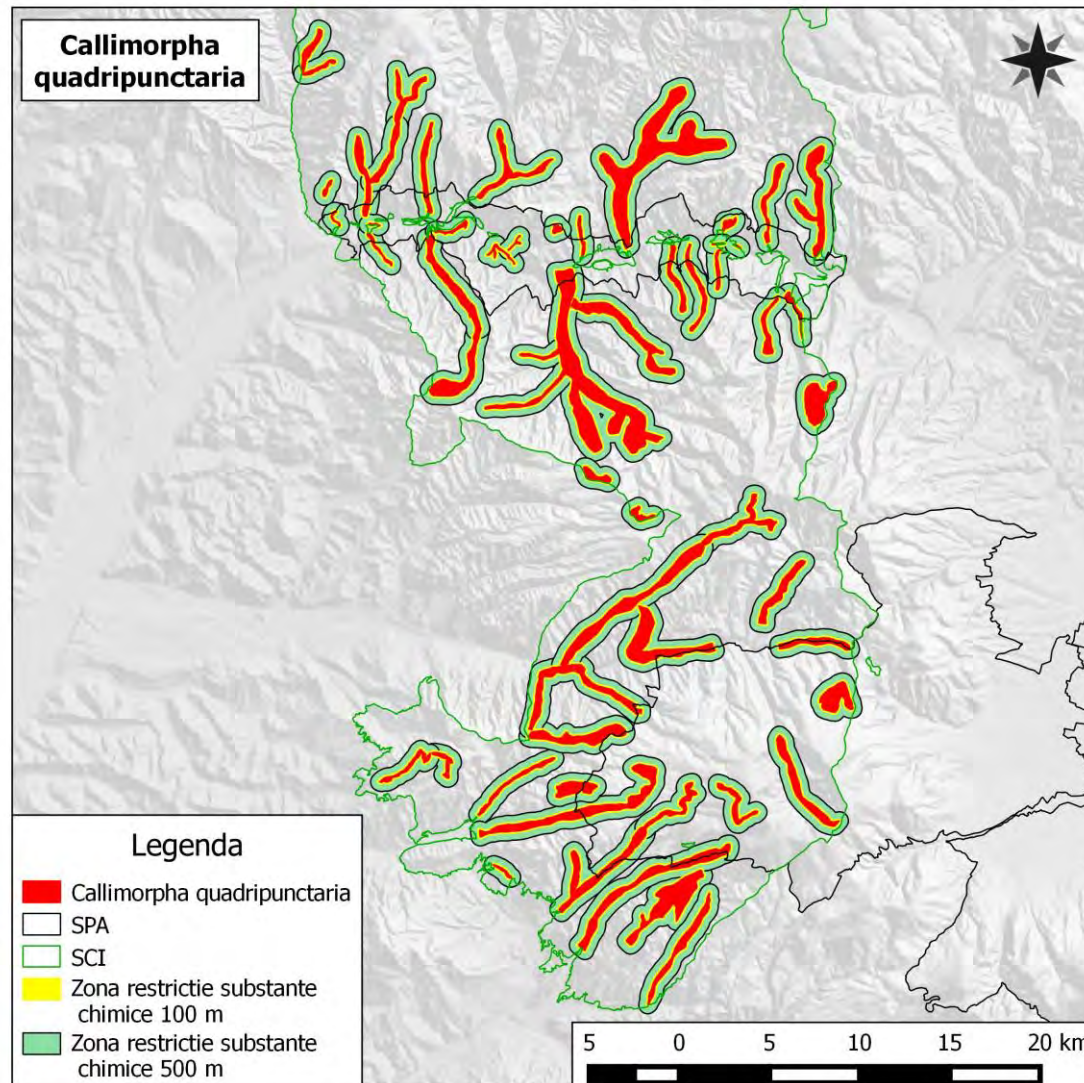 Callimorpha
quadripunctaria
Legenda
Callimorpha quadripunctaria
SPA
SCI
Zona restrictie substante
chimice 100 m
Zona restrictie substante
chimice 500 m
5 0 5 10 15 20 km